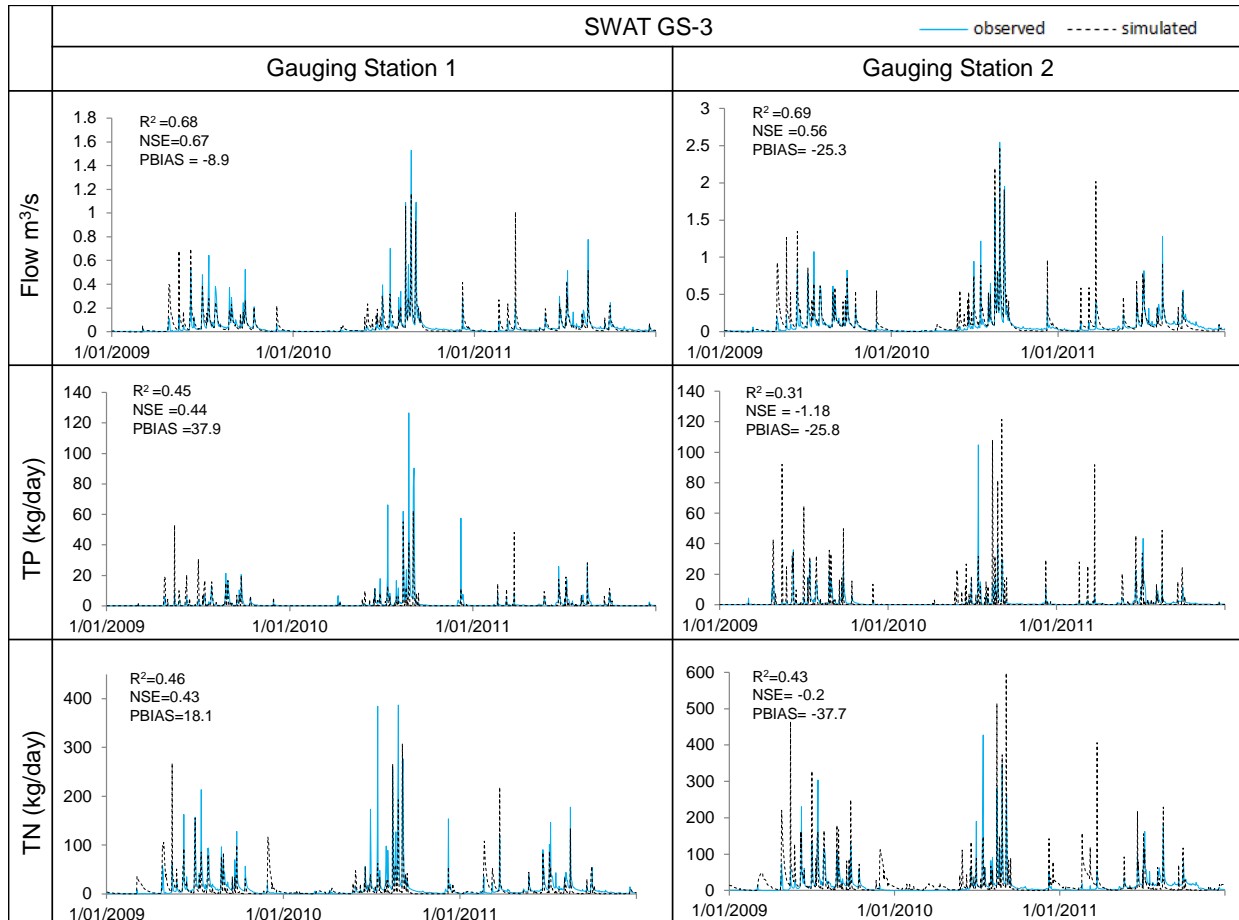 SWAT GS-3
observed
simulated
Gauging Station 1
Gauging Station 2
Flow m³/s
R² =0.68
NSE=0.67
PBIAS = -8.9
1.8
1.6
1.4
1.2
1
0.8
0.6
0.4
0.2
0
1/01/2009
1/01/2010
1/01/2011
R² =0.69
NSE =0.56
PBIAS= -25.3
3
2.5
2
1.5
1
0.5
0
1/01/2009
1/01/2010
1/01/2011
TP (kg/day)
R² =0.45
NSE =0.44
PBIAS =37.9
140
120
100
80
60
40
20
0
1/01/2009
1/01/2010
1/01/2011
R² =0.31
NSE = -1.18
PBIAS= -25.8
140
120
100
80
60
40
20
0
1/01/2009
1/01/2010
1/01/2011
TN (kg/day)
R²=0.46
NSE=0.43
PBIAS=18.1
400
300
200
100
0
1/01/2009
1/01/2010
1/01/2011
R²=0.43
NSE= -0.2
PBIAS= -37.7
600
500
400
300
200
100
0
1/01/2009
1/01/2010
1/01/2011